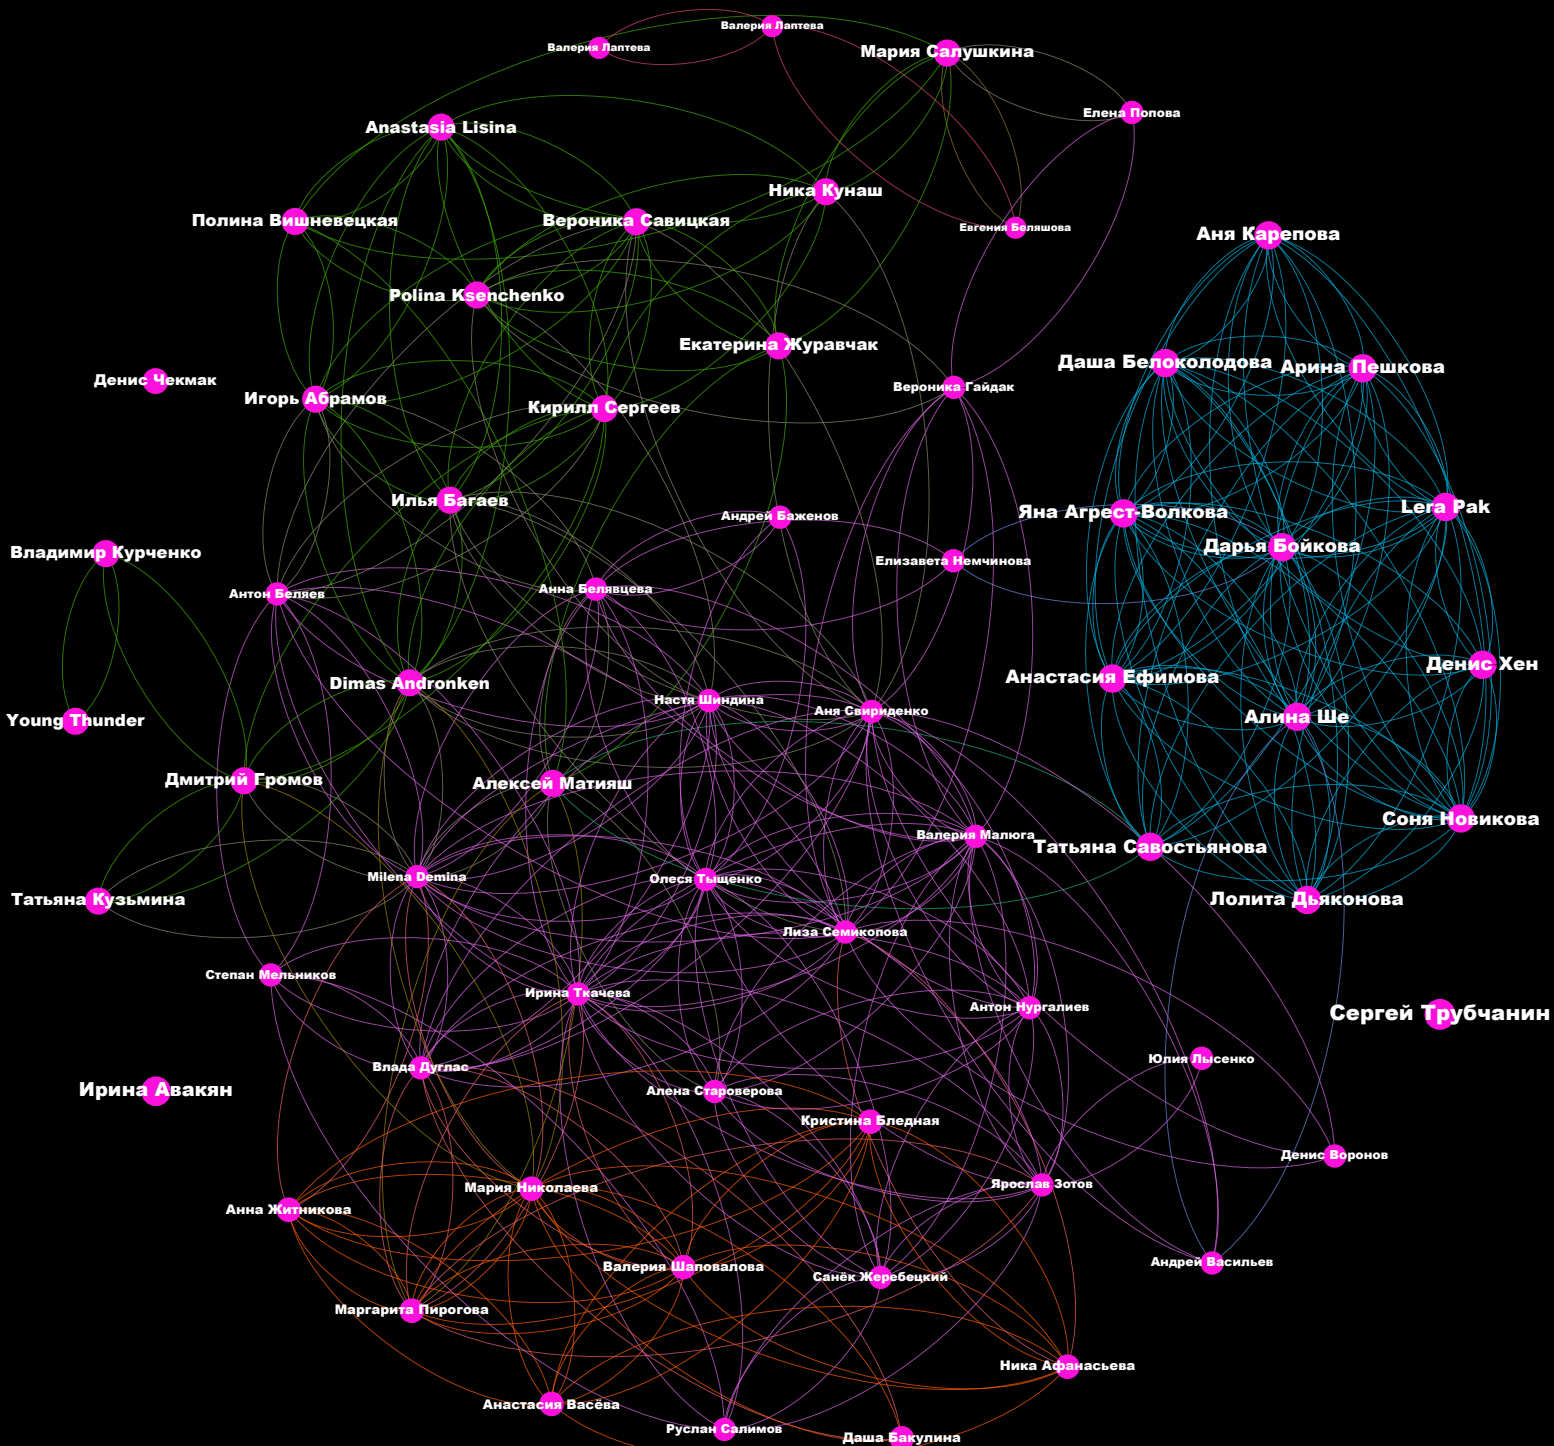 Валерия Лаптева
Валерия Лаптева
Мария Салушкина
Елена Попова
Anastasia Lisina
Ника Кунаш
Полина Вишневецкая
Вероника Савицкая
Евгения Беляшова
Аня Карепова
Polina Ksenchenko
Екатерина Журавчак
Даша Белоколодова
Арина Пешкова
Денис Чекмак
Вероника Гайдак
Игорь Абрамов
Кирилл Сергеев
Илья Багаев
Lera Pak
Яна Агрест-Волкова
Андрей Баженов
Дарья Бойкова
Владимир Курченко
Елизавета Немчинова
Анна Белявцева
Антон Беляев
Денис Хен
Анастасия Ефимова
Dimas Andronken
Настя Шиндина
Аня Свириденко
Алина Ше
Young Thunder
Дмитрий Громов
Алексей Матияш
Соня Новикова
Валерия Малюга
Татьяна Савостьянова
Milena Demina
Олеся Тыщенко
Татьяна Кузьмина
Лолита Дьяконова
Лиза Семикопова
Степан Мельников
Ирина Ткачева
Антон Нургалиев
Сергей Трубчанин
Юлия Лысенко
Влада Дуглас
Ирина Авакян
Алена Староверова
Кристина Бледная
Денис Воронов
Мария Николаева
Ярослав Зотов
Анна Житникова
Андрей Васильев
Валерия Шаповалова
Санёк Жеребецкий
Маргарита Пирогова
Ника Афанасьева
Анастасия Васёва
Руслан Салимов
Даша Бакулина